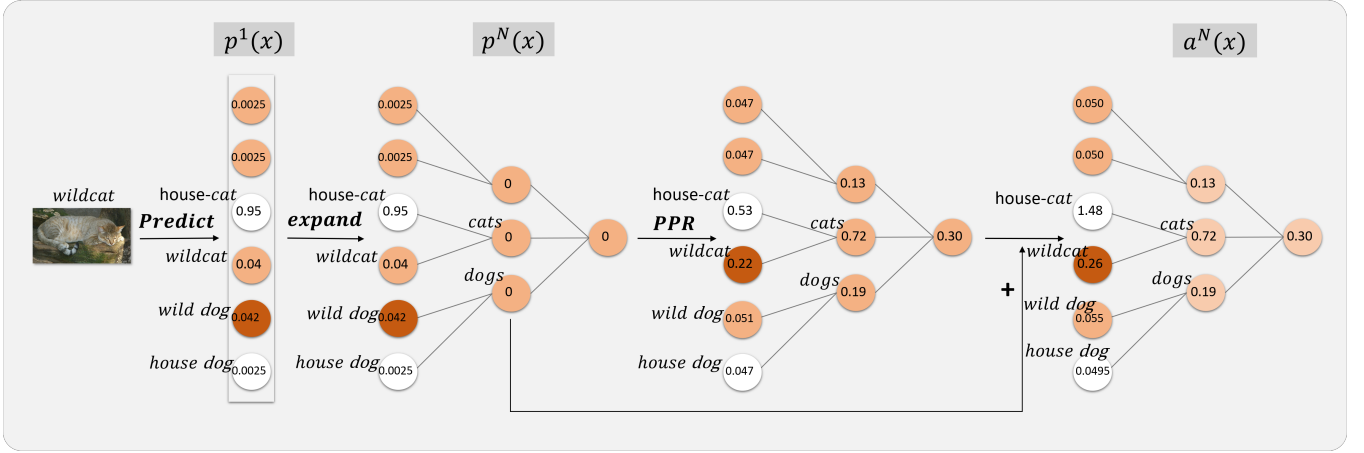 p¹(x)
pᴺ(x)
aᴺ(x)
wildcat
Predict
0.0025
0.0025
house-cat
0.95
wildcat
0.04
wild dog
0.042
house dog
0.0025
expand
0.0025
0.0025
house-cat
0.95
wildcat
0.04
wild dog
0.042
house dog
0.0025
0
cats
0
dogs
0
0
PPR
0.047
0.047
house-cat
0.53
wildcat
0.22
wild dog
0.051
house dog
0.047
0.13
cats
0.72
dogs
0.19
0.30
+
0.050
0.050
house-cat
1.48
wildcat
0.26
wild dog
0.055
house dog
0.0495
0.13
cats
0.72
dogs
0.19
0.30